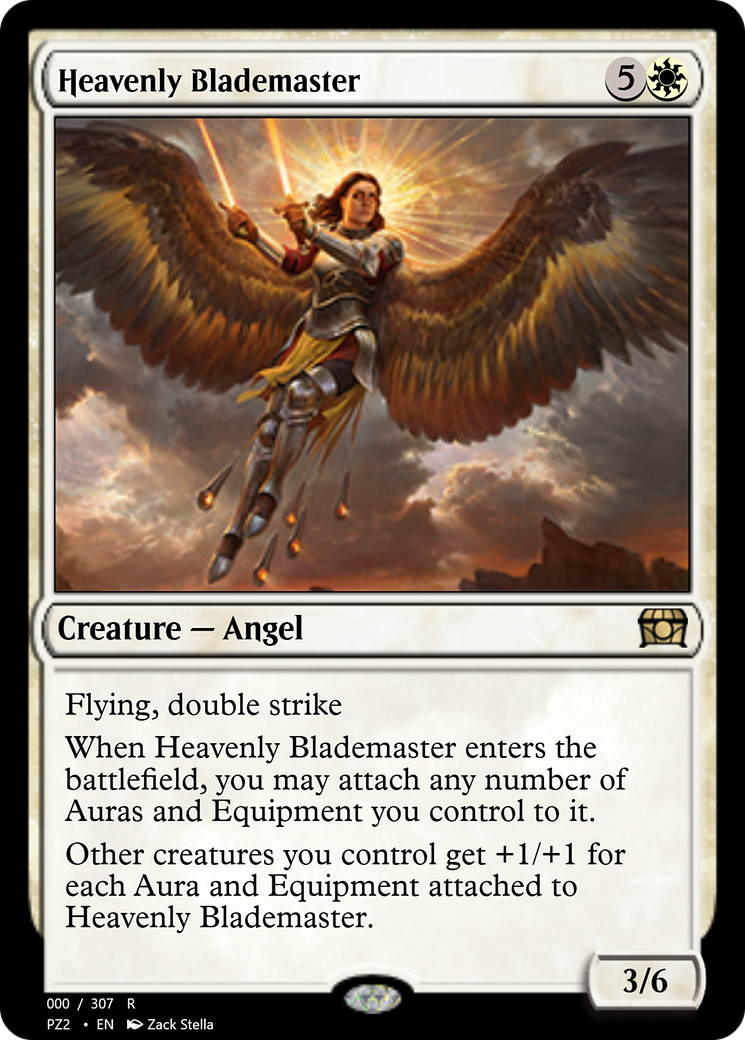 Heavenly Blademaster 5
Creature — Angel
Flying, double strike
When Heavenly Blademaster enters the
battlefield, you may attach any number of
Auras and Equipment you control to it.
Other creatures you control get +1/+1 for
each Aura and Equipment attached to
Heavenly Blademaster.
3/6
000 / 307 R
PZ2 • EN Zack Stella